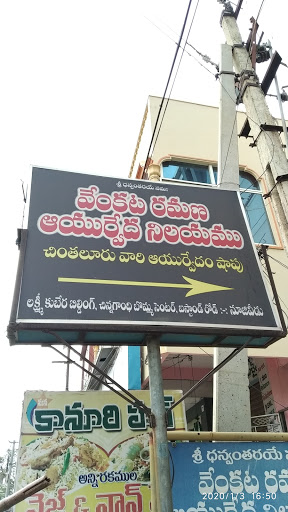 శ్రీ ధన్వంతరయే నమః
వేంకట రమణ
ఆయుర్వేద నిలయము
చింతలూరు వారి ఆయుర్వేదం షాపు
లక్ష్మీ కుబేర బిల్డింగ్, చిన్నగాంధీ బొమ్మ సెంటర్, బస్టాండ్ రోడ్ :-: నూజివీడు
కామారి హోట
అన్నిరకముల
వెజ్ & నాన్
శ్రీ ధన్వంతరయే న
వేంకట రమ
2020/1/3 16:50